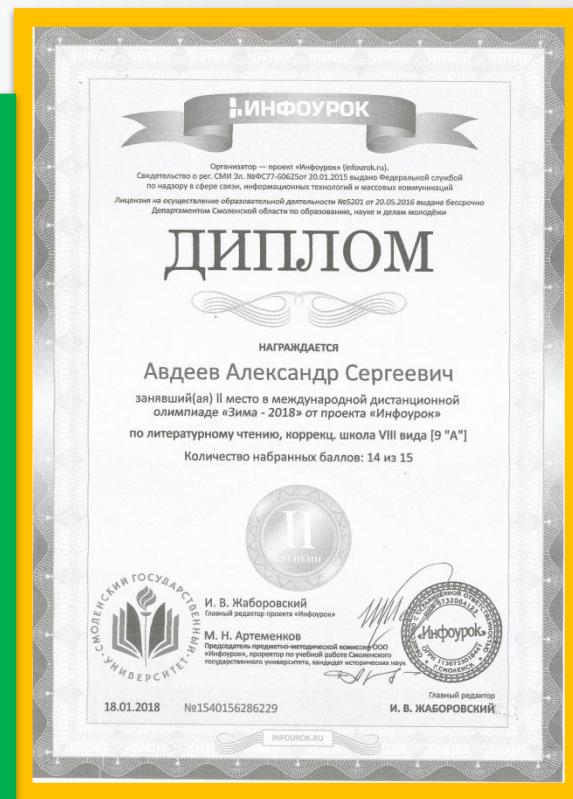 ИНФОУРОК
Организатор — проект «Инфоурок» (infourok.ru).
Свидетельство о рег. СМИ Эл. №ФС77-60625от 20.01.2015 выдано Федеральной службой
по надзору в сфере связи, информационных технологий и массовых коммуникаций
Лицензия на осуществление образовательной деятельности №5201 от 20.05.2016 выдана бессрочно
Департаментом Смоленской области по образованию, науке и делам молодёжи
ДИПЛОМ
НАГРАЖДАЕТСЯ
Авдеев Александр Сергеевич
занявший(ая) II место в международной дистанционной
олимпиаде «Зима - 2018» от проекта «Инфоурок»
по литературному чтению, коррекц. школа VIII вида [9 "А"]
Количество набранных баллов: 14 из 15
II
СТЕПЕНИ
СМОЛЕНСКИЙ ГОСУДАРСТВЕННЫЙ УНИВЕРСИТЕТ
И. В. Жаборовский
Главный редактор проекта «Инфоурок»
М. Н. Артеменков
Председатель предметно-методической комиссии ООО
«Инфоурок», проректор по учебной работе Смоленского
государственного университета, кандидат исторических наук
«Инфоурок»
Г.СМОЛЕНСК
Главный редактор
И. В. ЖАБОРОВСКИЙ
18.01.2018 №1540156286229
INFOUROK.RU